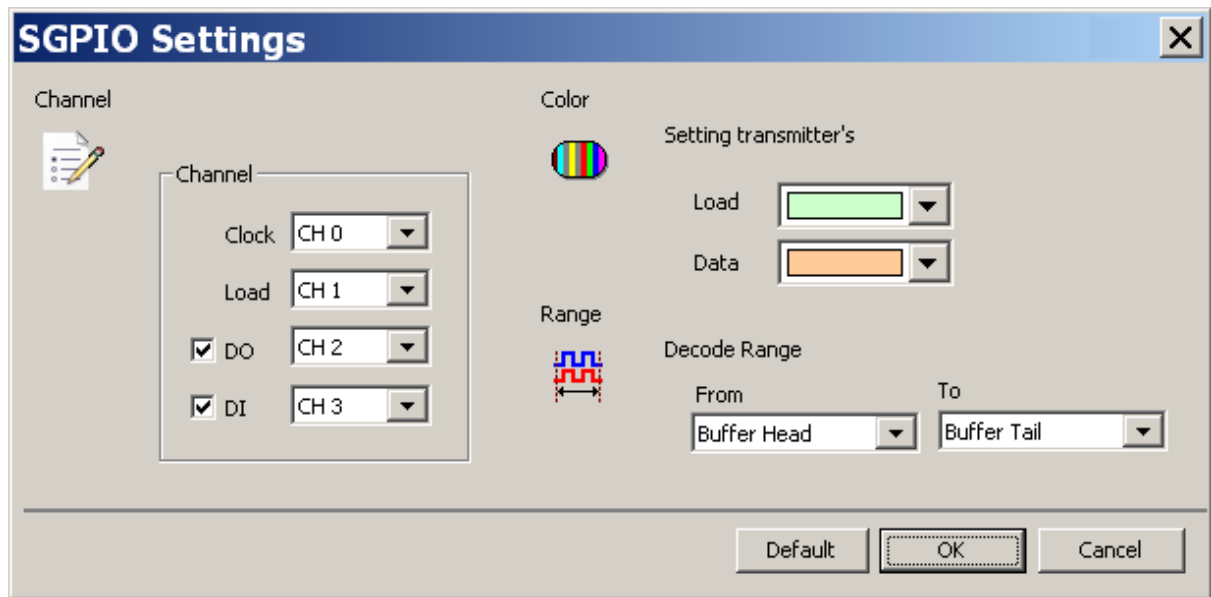 SGPIO Settings
Channel
Channel
Clock CH 0
Load CH 1
DO CH 2
DI CH 3
Color
Setting transmitter's
Load
Data
Range
Decode Range
From To
Buffer Head Buffer Tail
Default OK Cancel